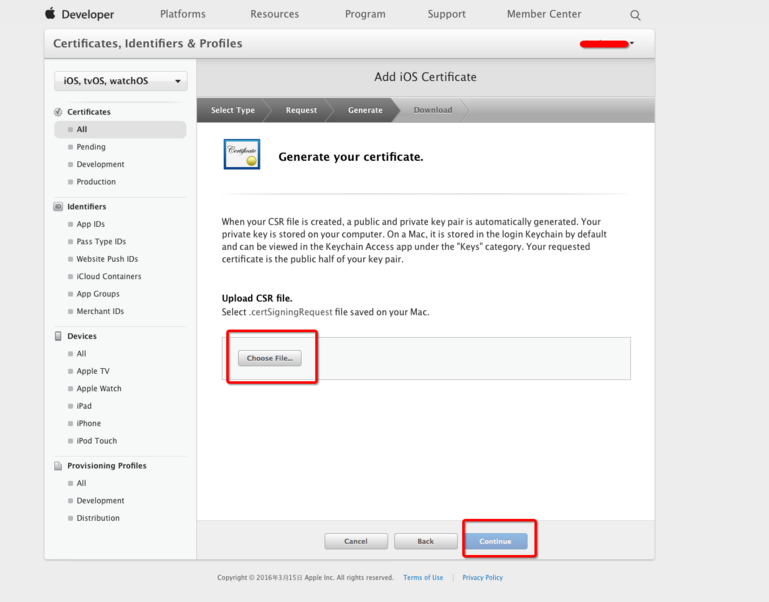 Developer
Platforms
Resources
Program
Support
Member Center
Certificates, Identifiers & Profiles
iOS, tvOS, watchOS
Certificates
All
Pending
Development
Production
Identifiers
App IDs
Pass Type IDs
Website Push IDs
iCloud Containers
App Groups
Merchant IDs
Devices
All
Apple TV
Apple Watch
iPad
iPhone
iPod Touch
Provisioning Profiles
All
Development
Distribution
Add iOS Certificate
Select Type
Request
Generate
Download
Certificate
Generate your certificate.
When your CSR file is created, a public and private key pair is automatically generated. Your
private key is stored on your computer. On a Mac, it is stored in the login Keychain by default
and can be viewed in the Keychain Access app under the "Keys" category. Your requested
certificate is the public half of your key pair.
Upload CSR file.
Select .certSigningRequest file saved on your Mac.
Choose File...
Cancel
Back
Continue
Copyright © 2016年3月15日 Apple Inc. All rights reserved.
Terms of Use
Privacy Policy